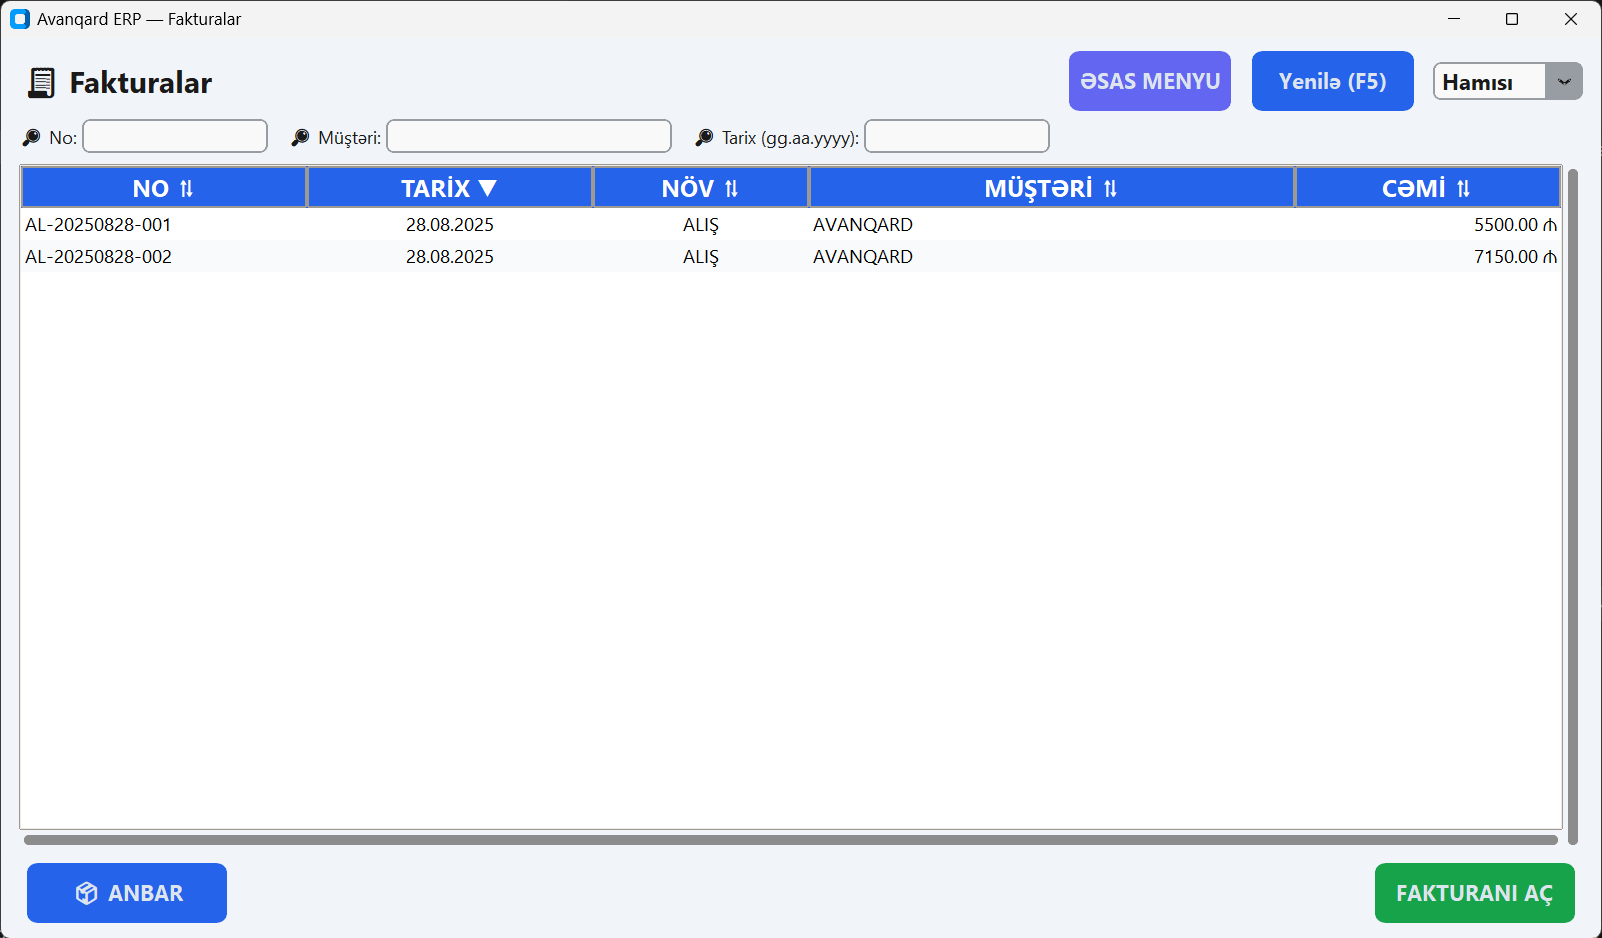 Avanqard ERP — Fakturalar
Fakturalar
ƏSAS MENYU
Yenilə (F5)
Hamısı
No:
Müştəri:
Tarix (gg.aa.yyyy):
NO ⇅ TARİX ▼ NÖV ⇅ MÜŞTƏRİ ⇅ CƏMİ ⇅
AL-20250828-001 28.08.2025 ALIŞ AVANQARD 5500.00 ₼
AL-20250828-002 28.08.2025 ALIŞ AVANQARD 7150.00 ₼
ANBAR
FAKTURANI AÇ